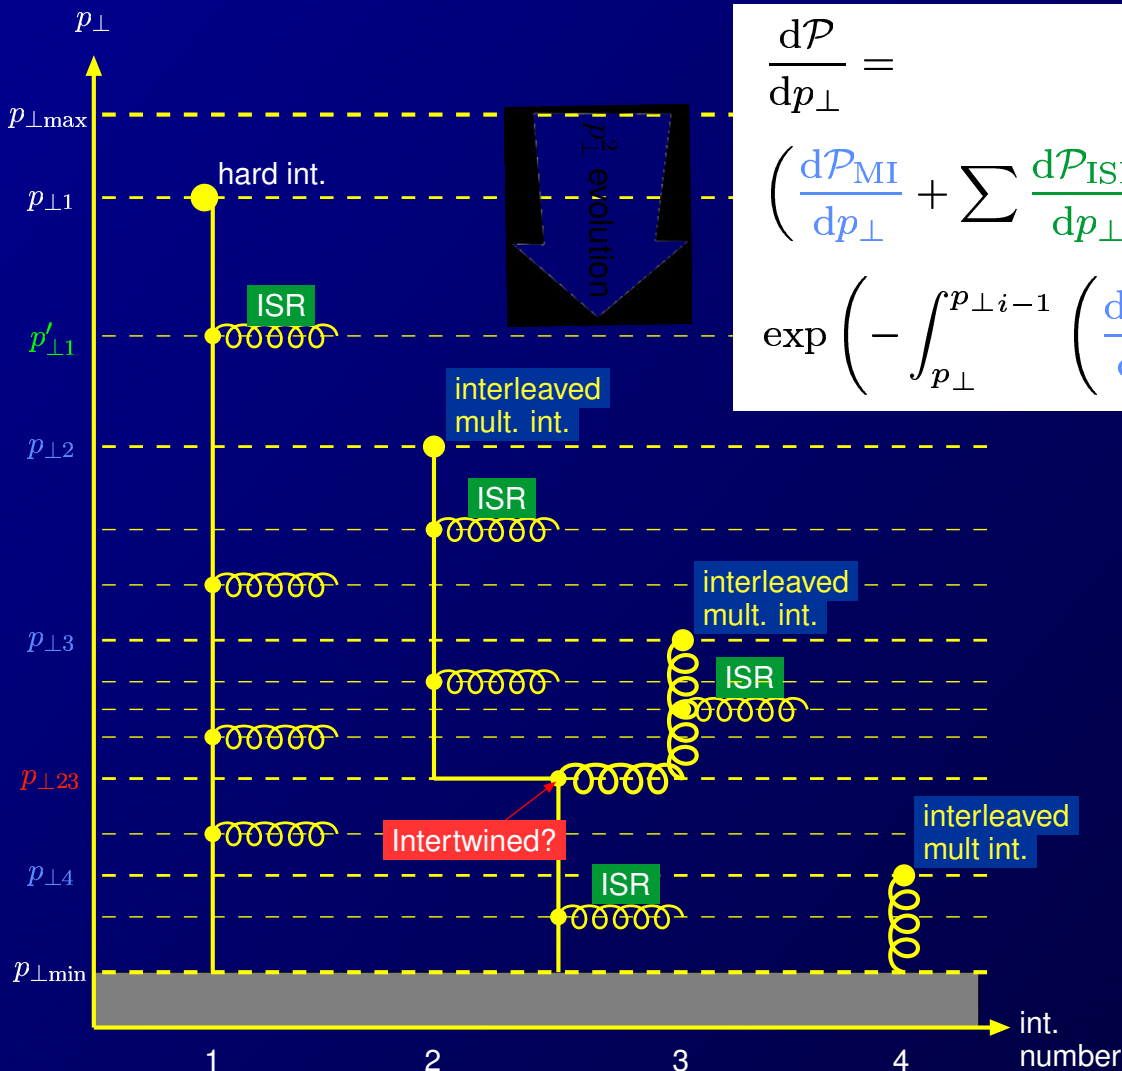 p⊥
p⊥max
hard int.
p⊥1
ISR
p′⊥1
p²⊥ evolution
dP
dp⊥
=
( dP_MI / dp⊥ + ∑ dP_ISR / dp⊥
exp ( − ∫_{p⊥}^{p⊥i−1} (
interleaved
mult. int.
p⊥2
ISR
interleaved
mult. int.
p⊥3
ISR
p⊥23
Intertwined?
interleaved
mult int.
p⊥4
ISR
p⊥min
int.
number
1 2 3 4